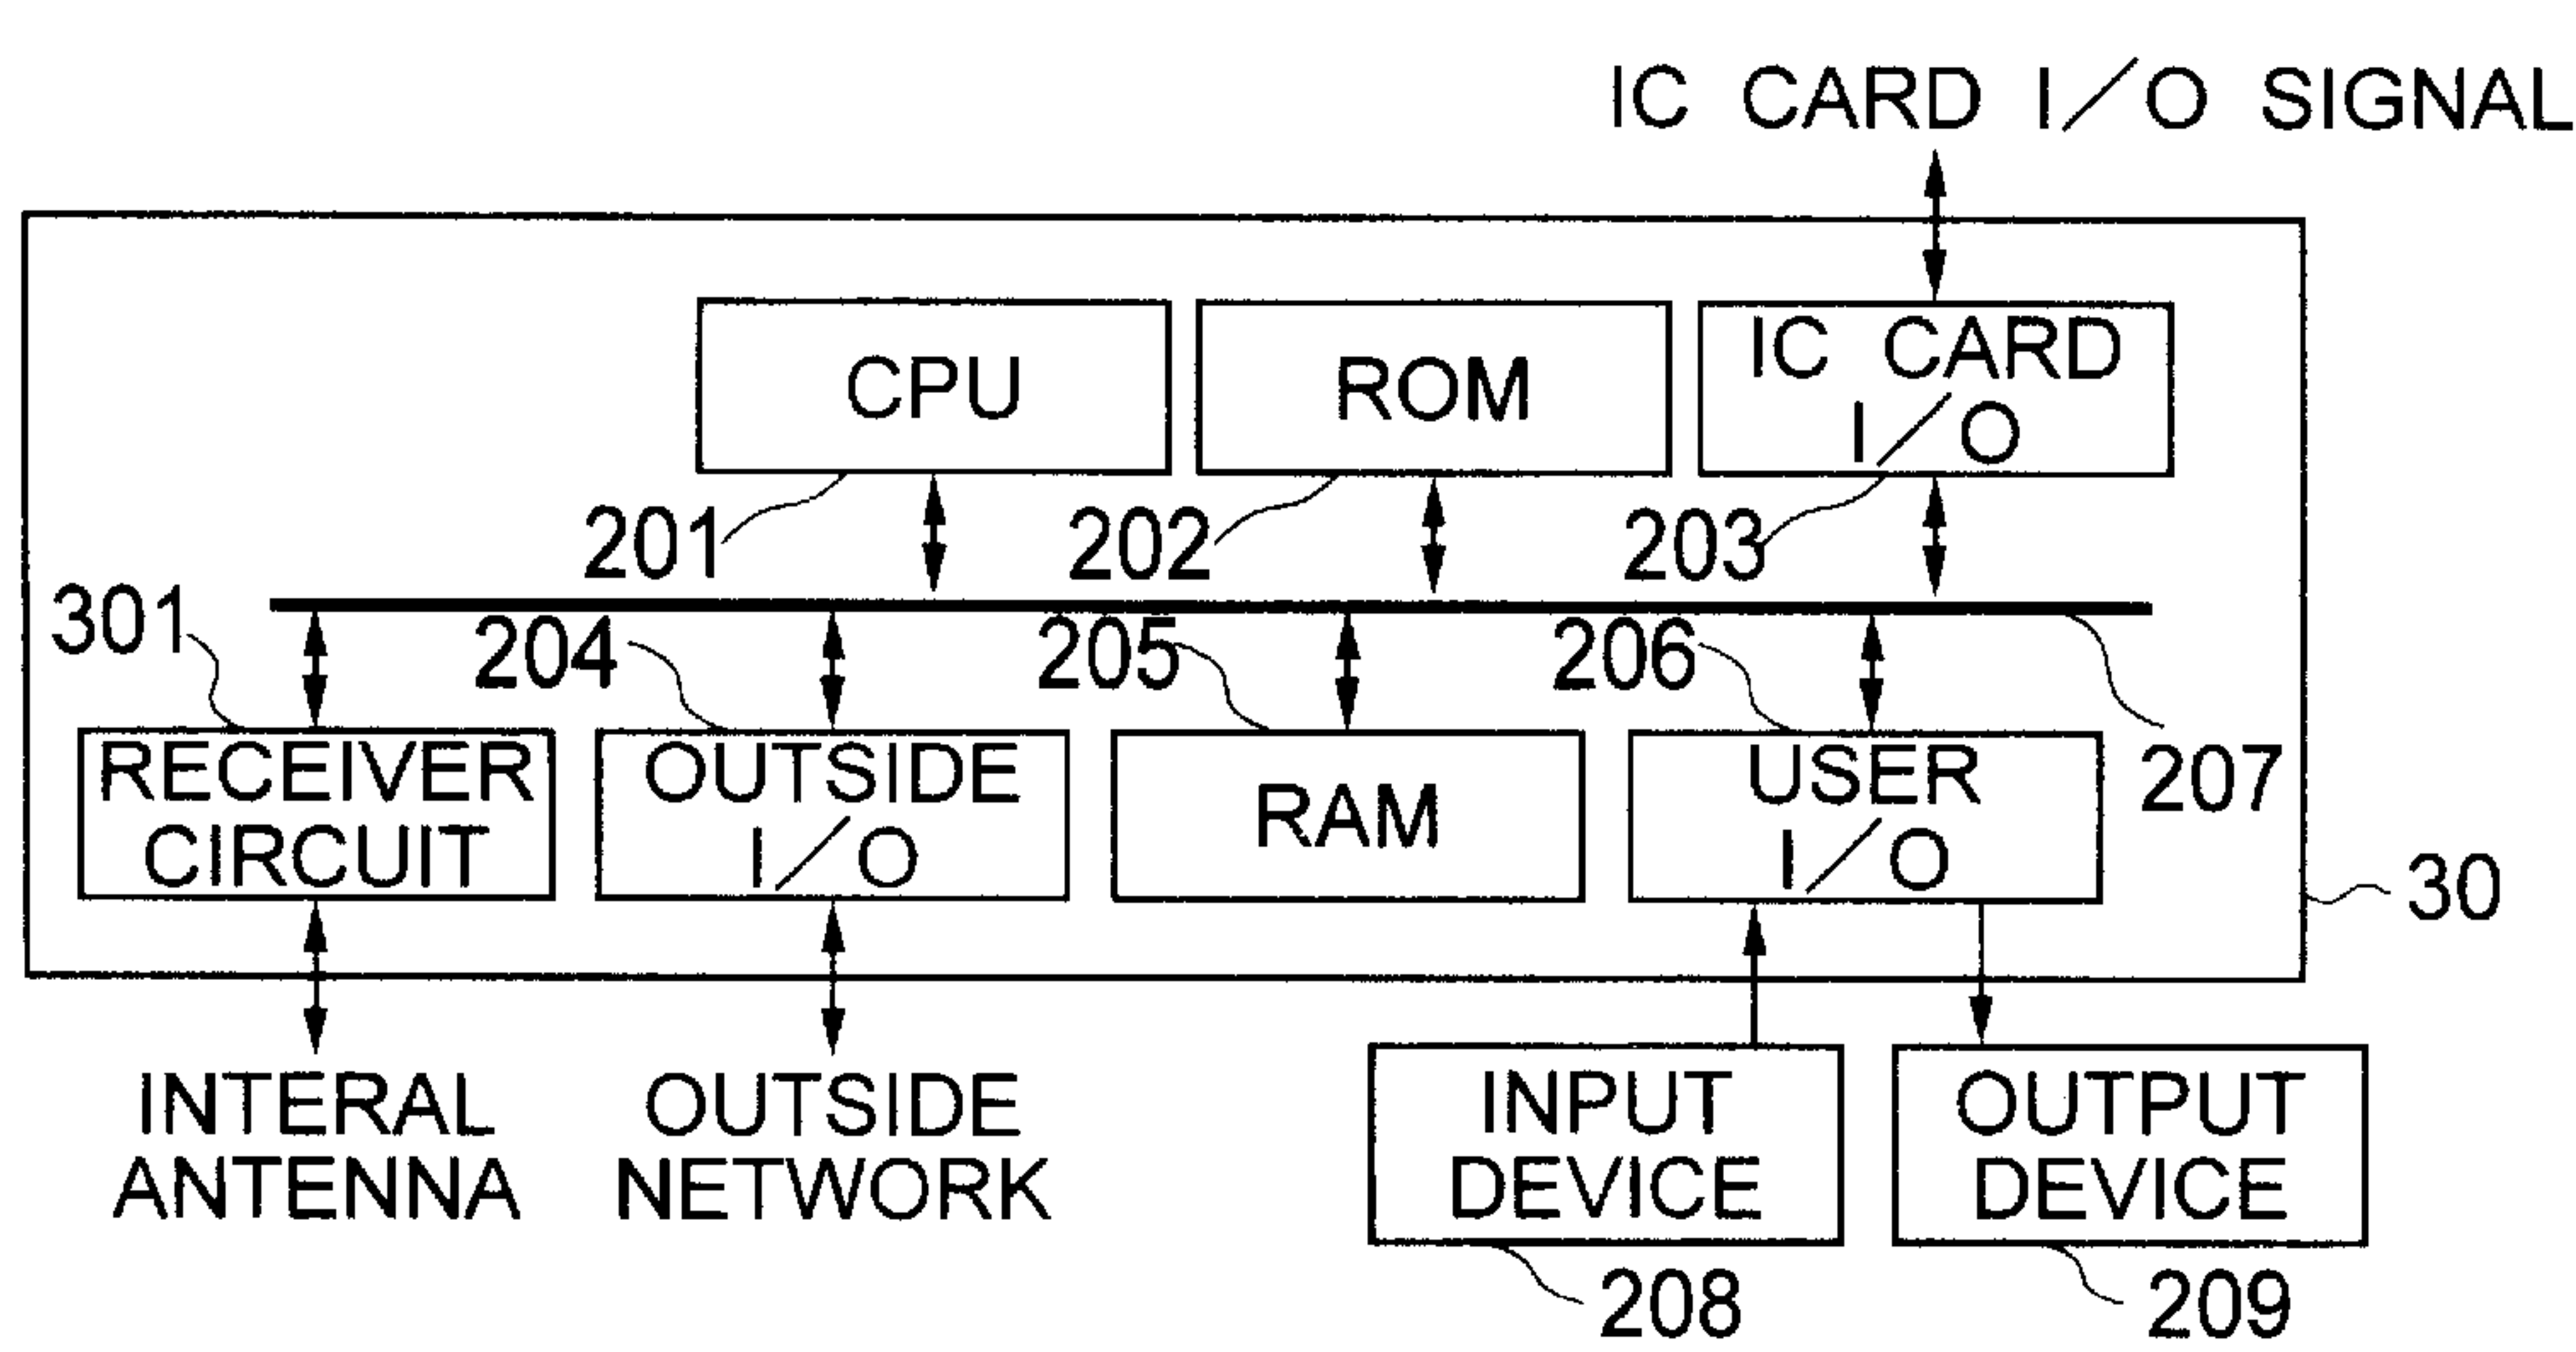 IC CARD I/O SIGNAL
CPU
ROM
IC CARD
I/O
201
202
203
301
204
205
206
RECEIVER
CIRCUIT
OUTSIDE
I/O
RAM
USER
I/O
207
30
INTERAL
ANTENNA
OUTSIDE
NETWORK
INPUT
DEVICE
OUTPUT
DEVICE
208
209